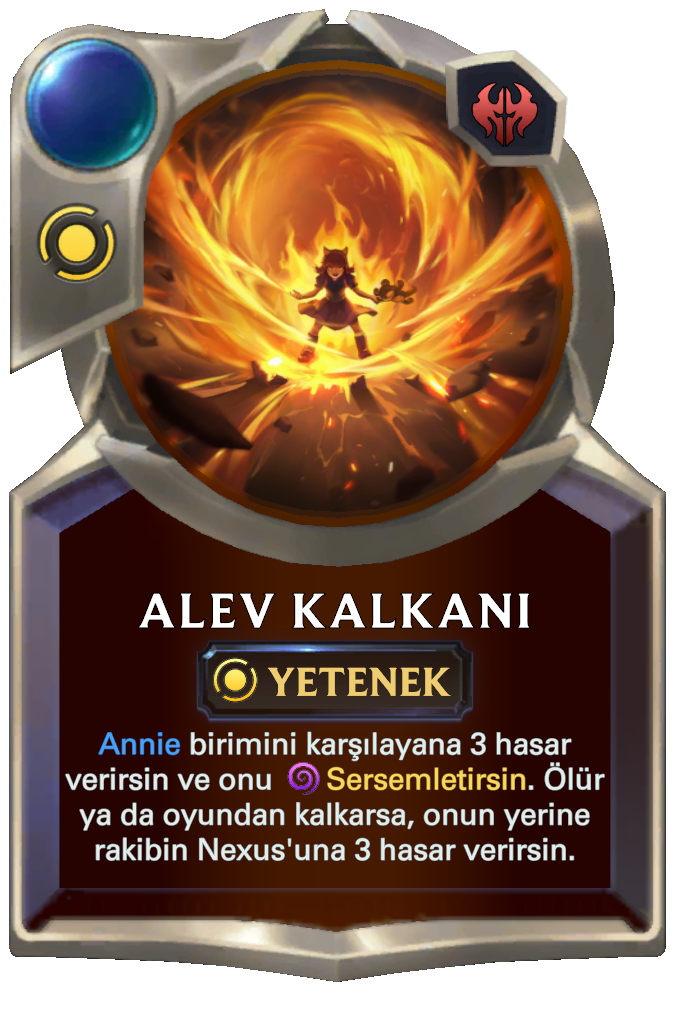 ALEV KALKANI
YETENEK
Annie birimini karşılayana 3 hasar
verirsin ve onu Sersemletirsin. Ölür
ya da oyundan kalkarsa, onun yerine
rakibin Nexus'una 3 hasar verirsin.